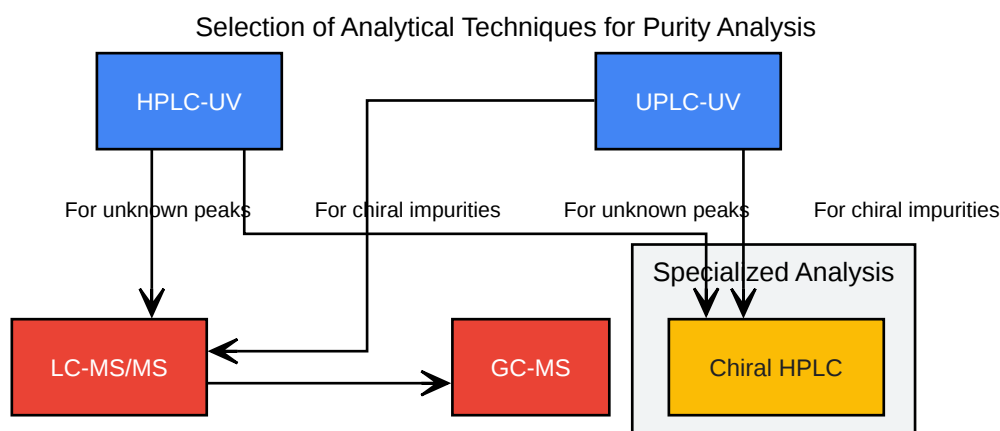 Selection of Analytical Techniques for Purity Analysis
HPLC-UV
UPLC-UV
For unknown peaks
For chiral impurities
For unknown peaks
For chiral impurities
Specialized Analysis
LC-MS/MS
GC-MS
Chiral HPLC